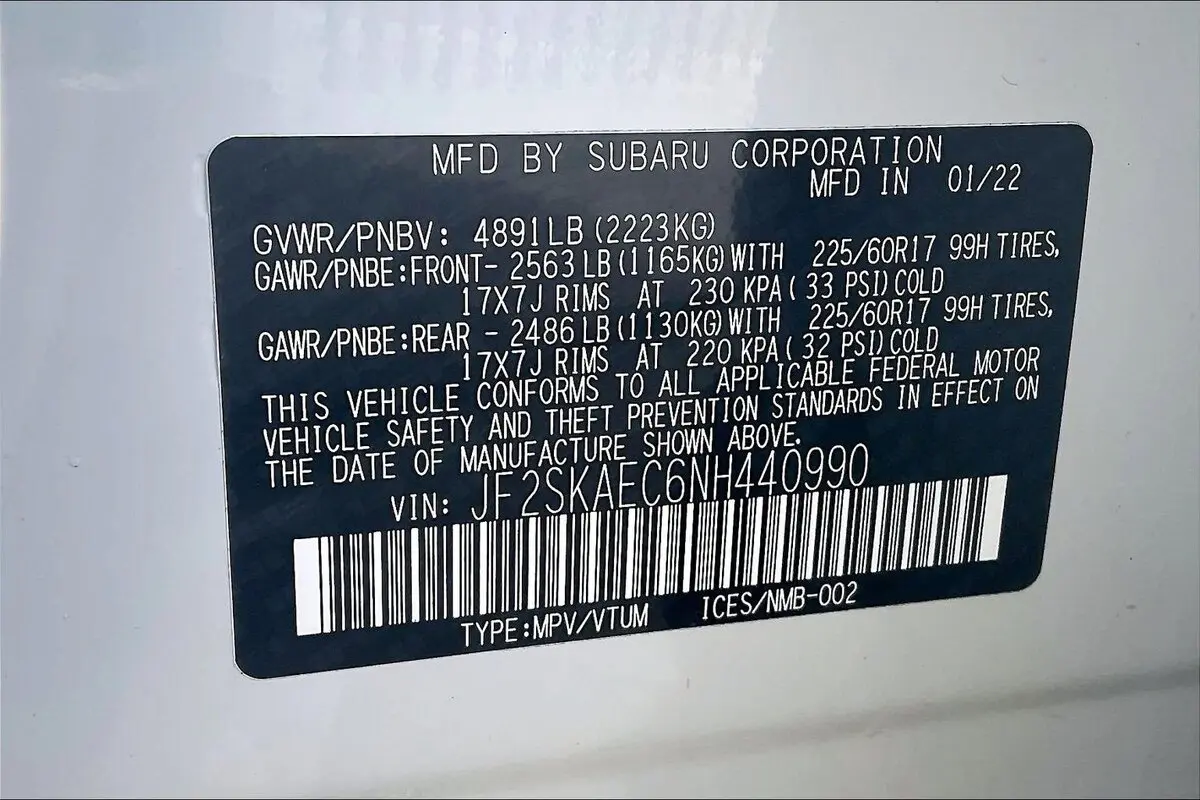 MFD BY SUBARU CORPORATION
MFD IN 01/22
GVWR/PNBV: 4891LB (2223KG)
GAWR/PNBE:FRONT- 2563 LB(1165KG)WITH 225/60R17 99H TIRES,
17X7J RIMS AT 230 KPA( 33 PSI)COLD
GAWR/PNBE:REAR - 2486 LB(1130KG)WITH 225/60R17 99H TIRES,
17X7J RIMS AT 220 KPA( 32 PSI)COLD
THIS VEHICLE CONFORMS TO ALL APPLICABLE FEDERAL MOTOR
VEHICLE SAFETY AND THEFT PREVENTION STANDARDS IN EFFECT ON
THE DATE OF MANUFACTURE SHOWN ABOVE.
VIN: JF2SKAEC6NH440990
TYPE:MPV/VTUM ICES/NMB-002